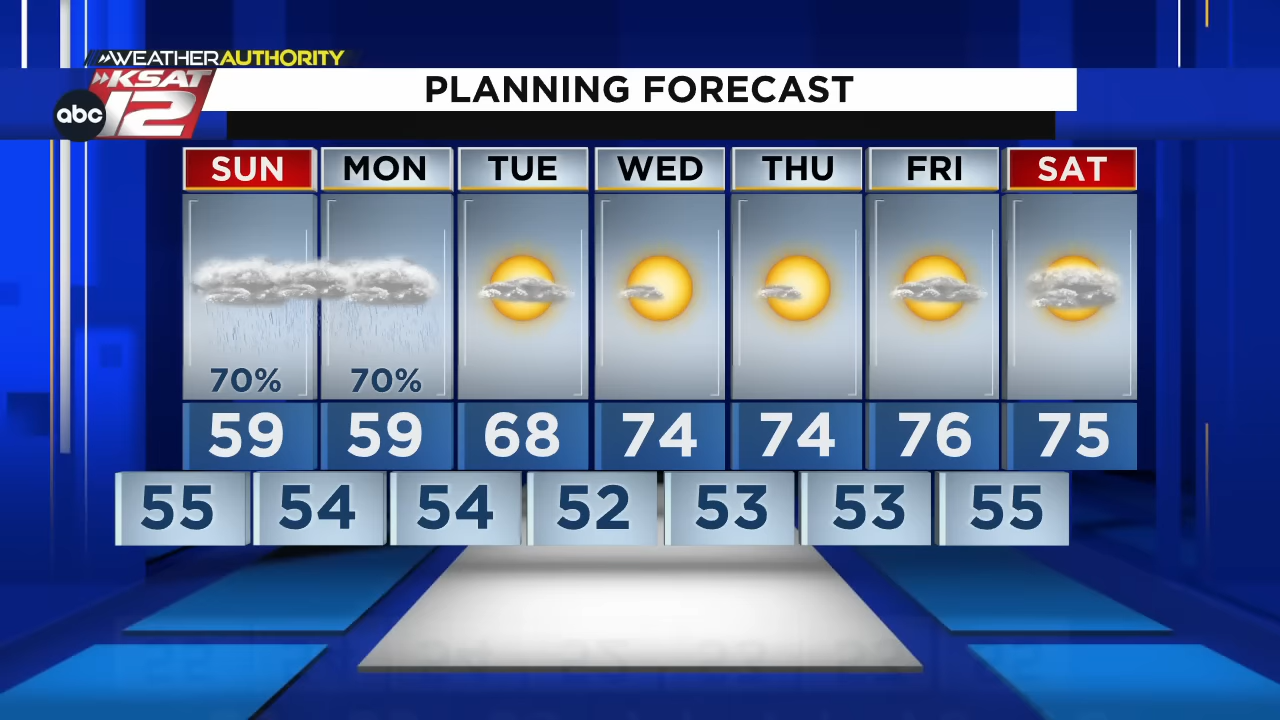 WEATHERAUTHORITY
KSAT
abc 12
PLANNING FORECAST
SUN MON TUE WED THU FRI SAT
70% 70%
59 59 68 74 74 76 75
55 54 54 52 53 53 55